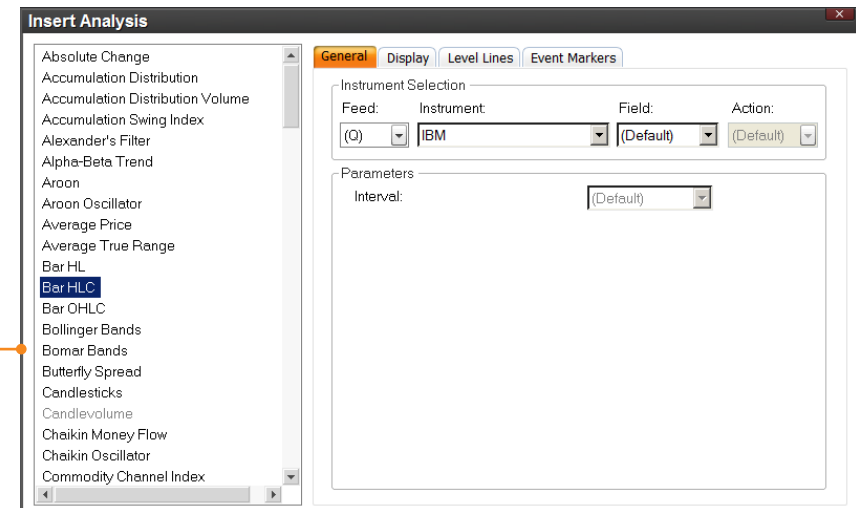 Insert Analysis
Absolute Change
Accumulation Distribution
Accumulation Distribution Volume
Accumulation Swing Index
Alexander's Filter
Alpha-Beta Trend
Aroon
Aroon Oscillator
Average Price
Average True Range
Bar HL
Bar HLC
Bar OHLC
Bollinger Bands
Bomar Bands
Butterfly Spread
Candlesticks
Candlevolume
Chaikin Money Flow
Chaikin Oscillator
Commodity Channel Index
General Display Level Lines Event Markers
Instrument Selection
Feed: Instrument: Field: Action:
(Q) IBM (Default) (Default)
Parameters
Interval: (Default)